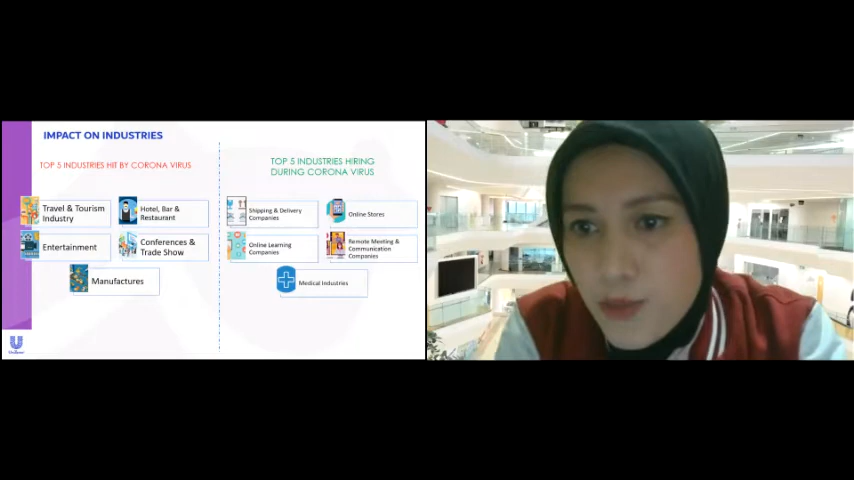 IMPACT ON INDUSTRIES
TOP 5 INDUSTRIES HIT BY CORONA VIRUS
Travel & Tourism
Industry
Hotel, Bar &
Restaurant
Entertainment
Conferences &
Trade Show
Manufactures
TOP 5 INDUSTRIES HIRING
DURING CORONA VIRUS
Shipping & Delivery
Companies
Online Stores
Online Learning
Companies
Remote Meeting &
Communication
Companies
Medical Industries
Unilever